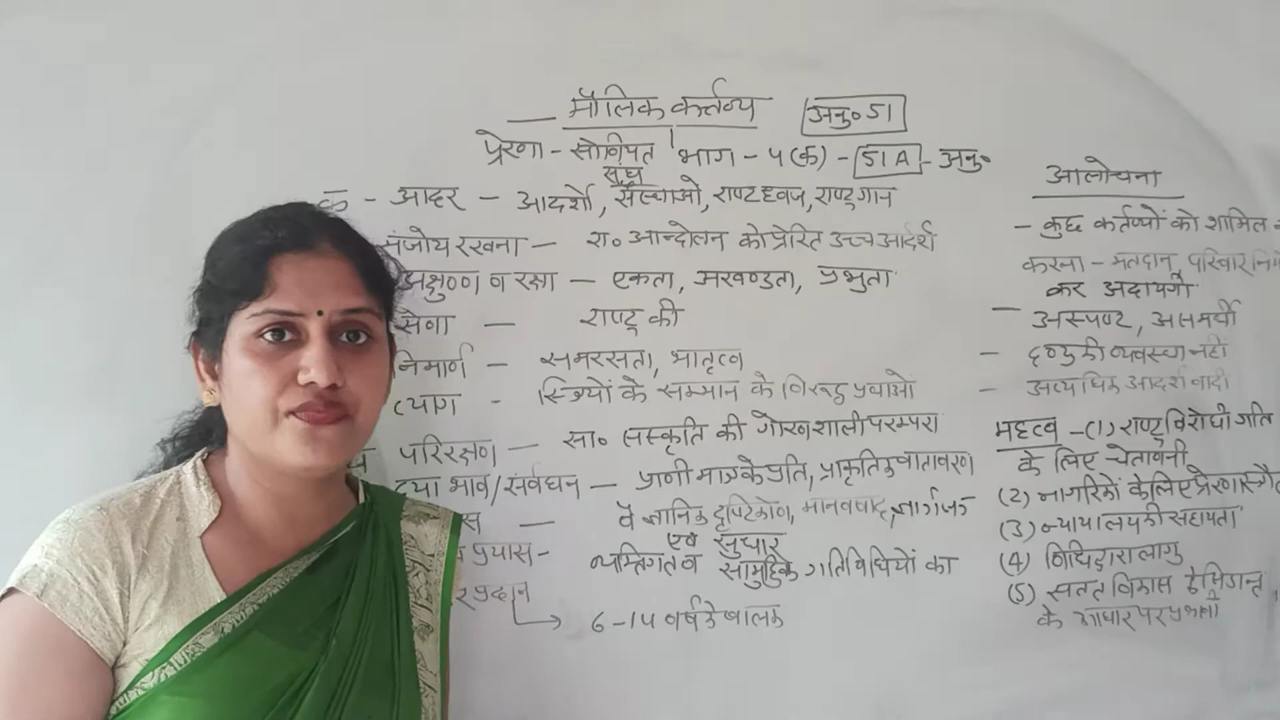 मौलिक कर्तव्य अनु० 51
प्रेरणा - सोवियत संघ भाग - 4 (क) - 51 A - अनु०
क - आदर - आदर्शो, संस्थाओ, राष्ट्रध्वज, राष्ट्रगान
संजोय रखना - रा० आन्दोलन को प्रेरित उच्च आदर्श
अक्षुण्ण व रक्षा - एकता, अखण्डता, प्रभुता
सेवा - राष्ट्र की
निर्माण - समरसता, भातृत्व
त्याग - स्त्रियों के सम्मान के विरूद्ध प्रथाओ
परिरक्षण - सा० संस्कृति की गौरवशाली परम्परा
दया भाव/संवर्धन - प्राणी मात्र के प्रति, प्राकृतिक वातावरण
स - वैज्ञानिक दृष्टिकोण, मानववाद,
एवं सुधार
प्रयास - व्यक्तिगत व सामुहिक गतिविधियों का
प्रदान
6-14 वर्ष के बालक
आलोचना
- कुछ कर्तव्यों को शामिल न
करना - मतदान, परिवार नि
कर अदायगी
- अस्पष्ट, असमर्थी
- दण्ड की व्यवस्था नहीं
- अत्यधिक आदर्शवादी
महत्व - (1) राष्ट्र विरोधी गति
के लिए चेतावनी
(2) नागरिकों के लिए प्रेरणा स्त्रोत
(3) न्यायालय की सहायता
(4) विधि द्वारा लागु
(5) सतत विकास के सिद्धान्त
के आधार पर